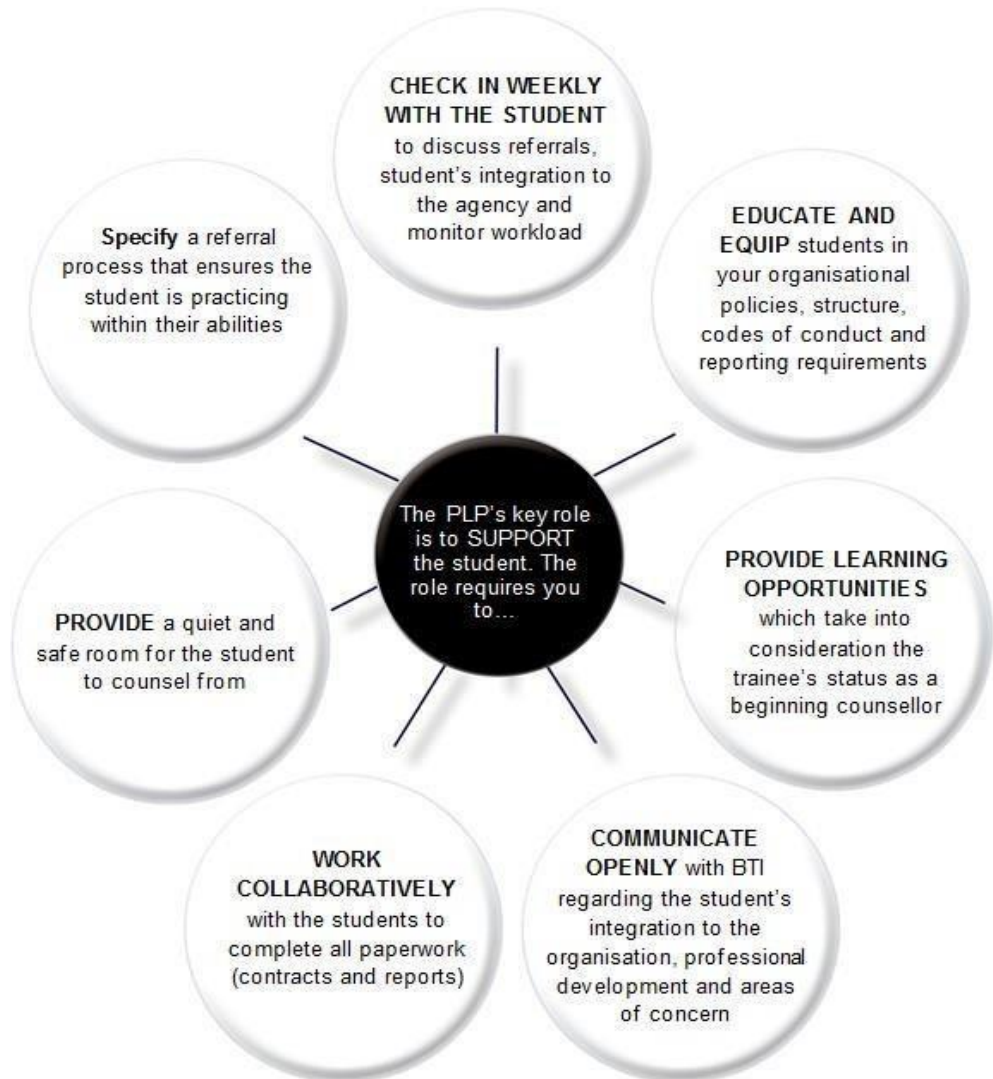 CHECK IN WEEKLY
WITH THE STUDENT
to discuss referrals,
student's integration to
the agency and
monitor workload
EDUCATE AND
EQUIP students in
your organisational
policies, structure,
codes of conduct and
reporting requirements
PROVIDE LEARNING
OPPORTUNITIES
which take into
consideration the
trainee's status as a
beginning counsellor
COMMUNICATE
OPENLY with BTI
regarding the student's
integration to the
organisation, professional
development and areas
of concern
WORK
COLLABORATIVELY
with the students to
complete all paperwork
(contracts and reports)
PROVIDE a quiet and
safe room for the student
to counsel from
Specify a referral
process that ensures the
student is practicing
within their abilities
The PLP's key role
is to SUPPORT
the student. The
role requires you
to...